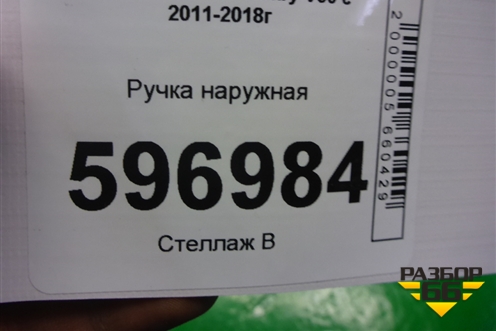 2011-2018г
Ручка наружная
596984
Стеллаж В
2000005660429
РАЗБОР
66